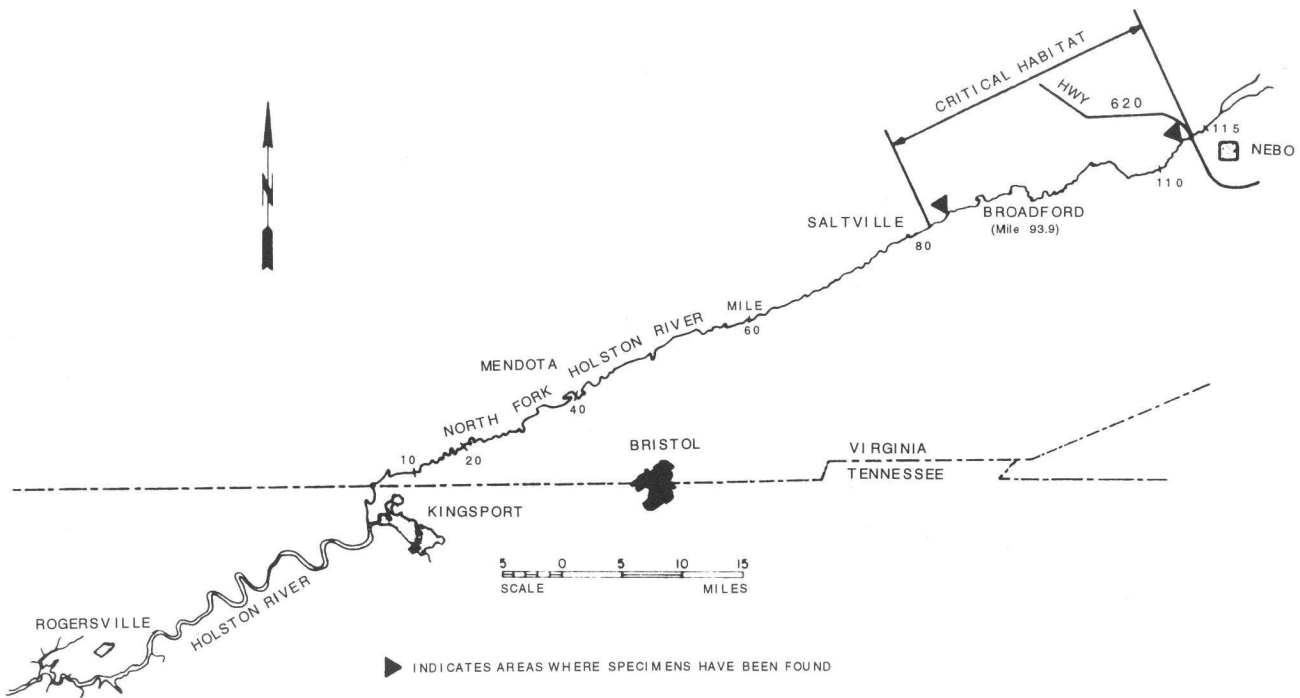 CRITICAL HABITAT
HWY
620
115
NEBO
110
N
SALTVILLE
BROADFORD
(Mile 93.9)
80
MILE
60
MENDOTA
NORTH FORK HOLSTON RIVER
40
10
20
BRISTOL
VIRGINIA
TENNESSEE
KINGSPORT
5 0 5 10 15
SCALE MILES
ROGERSVILLE
HOLSTON RIVER
INDICATES AREAS WHERE SPECIMENS HAVE BEEN FOUND